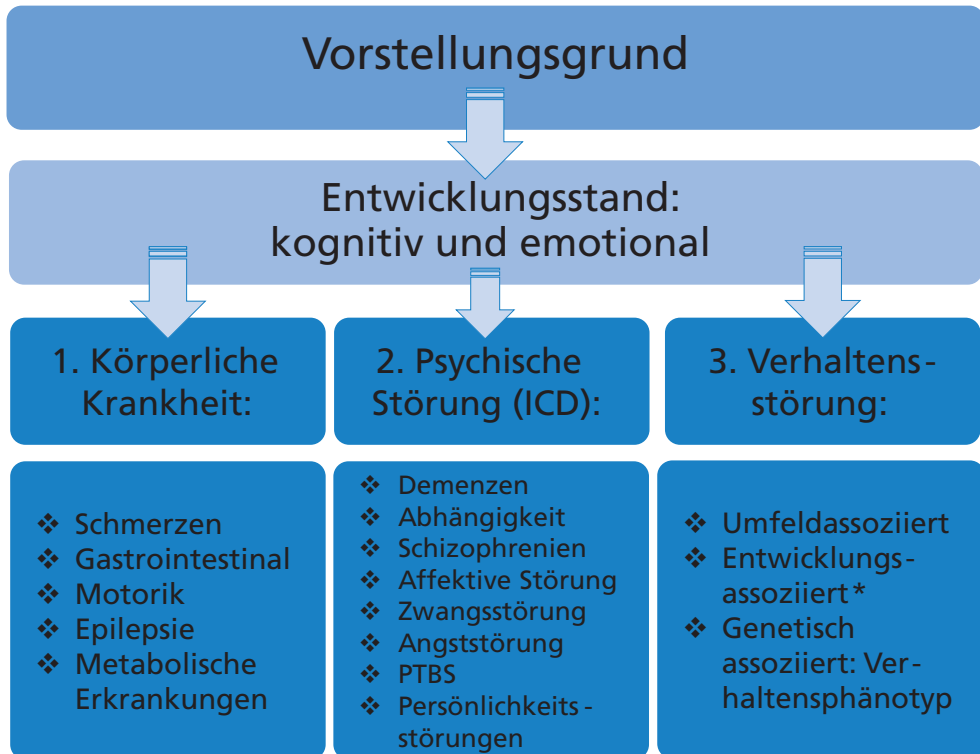 Vorstellungsgrund
Entwicklungsstand:
kognitiv und emotional
1. Körperliche
Krankheit:
❖ Schmerzen
❖ Gastrointestinal
❖ Motorik
❖ Epilepsie
❖ Metabolische
Erkrankungen
2. Psychische
Störung (ICD):
❖ Demenzen
❖ Abhängigkeit
❖ Schizophrenien
❖ Affektive Störung
❖ Zwangsstörung
❖ Angststörung
❖ PTBS
❖ Persönlichkeits-
störungen
3. Verhaltens-
störung:
❖ Umfeldassoziiert
❖ Entwicklungs-
assoziiert*
❖ Genetisch
assoziiert: Ver-
haltensphänotyp